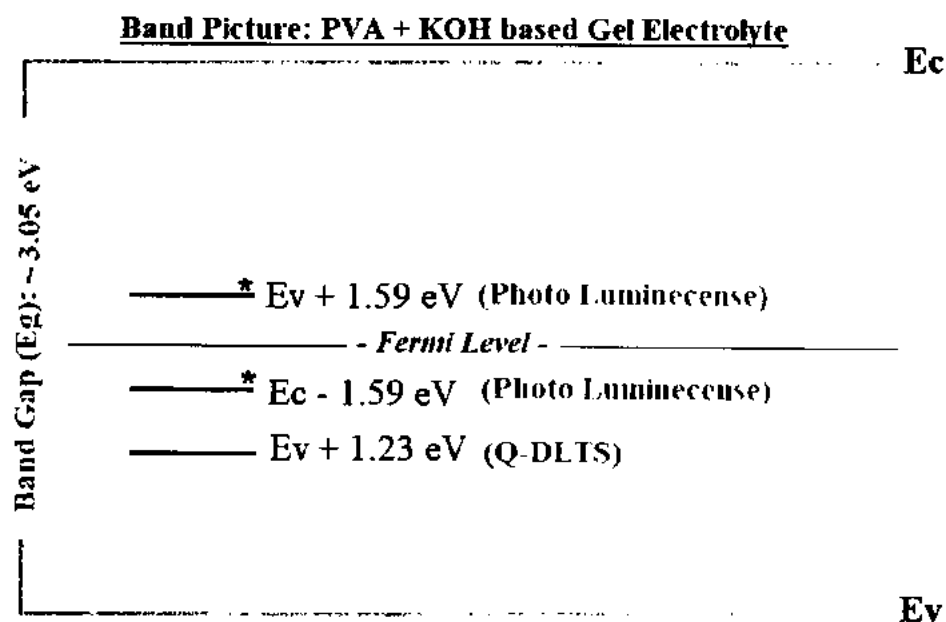 Band Picture: PVA + KOH based Gel Electrolyte
Ec
Band Gap (Eg): ~ 3.05 eV
* Ev + 1.59 eV (Photo Luminecense)
- Fermi Level -
* Ec - 1.59 eV (Photo Luminecense)
Ev + 1.23 eV (Q-DLTS)
Ev